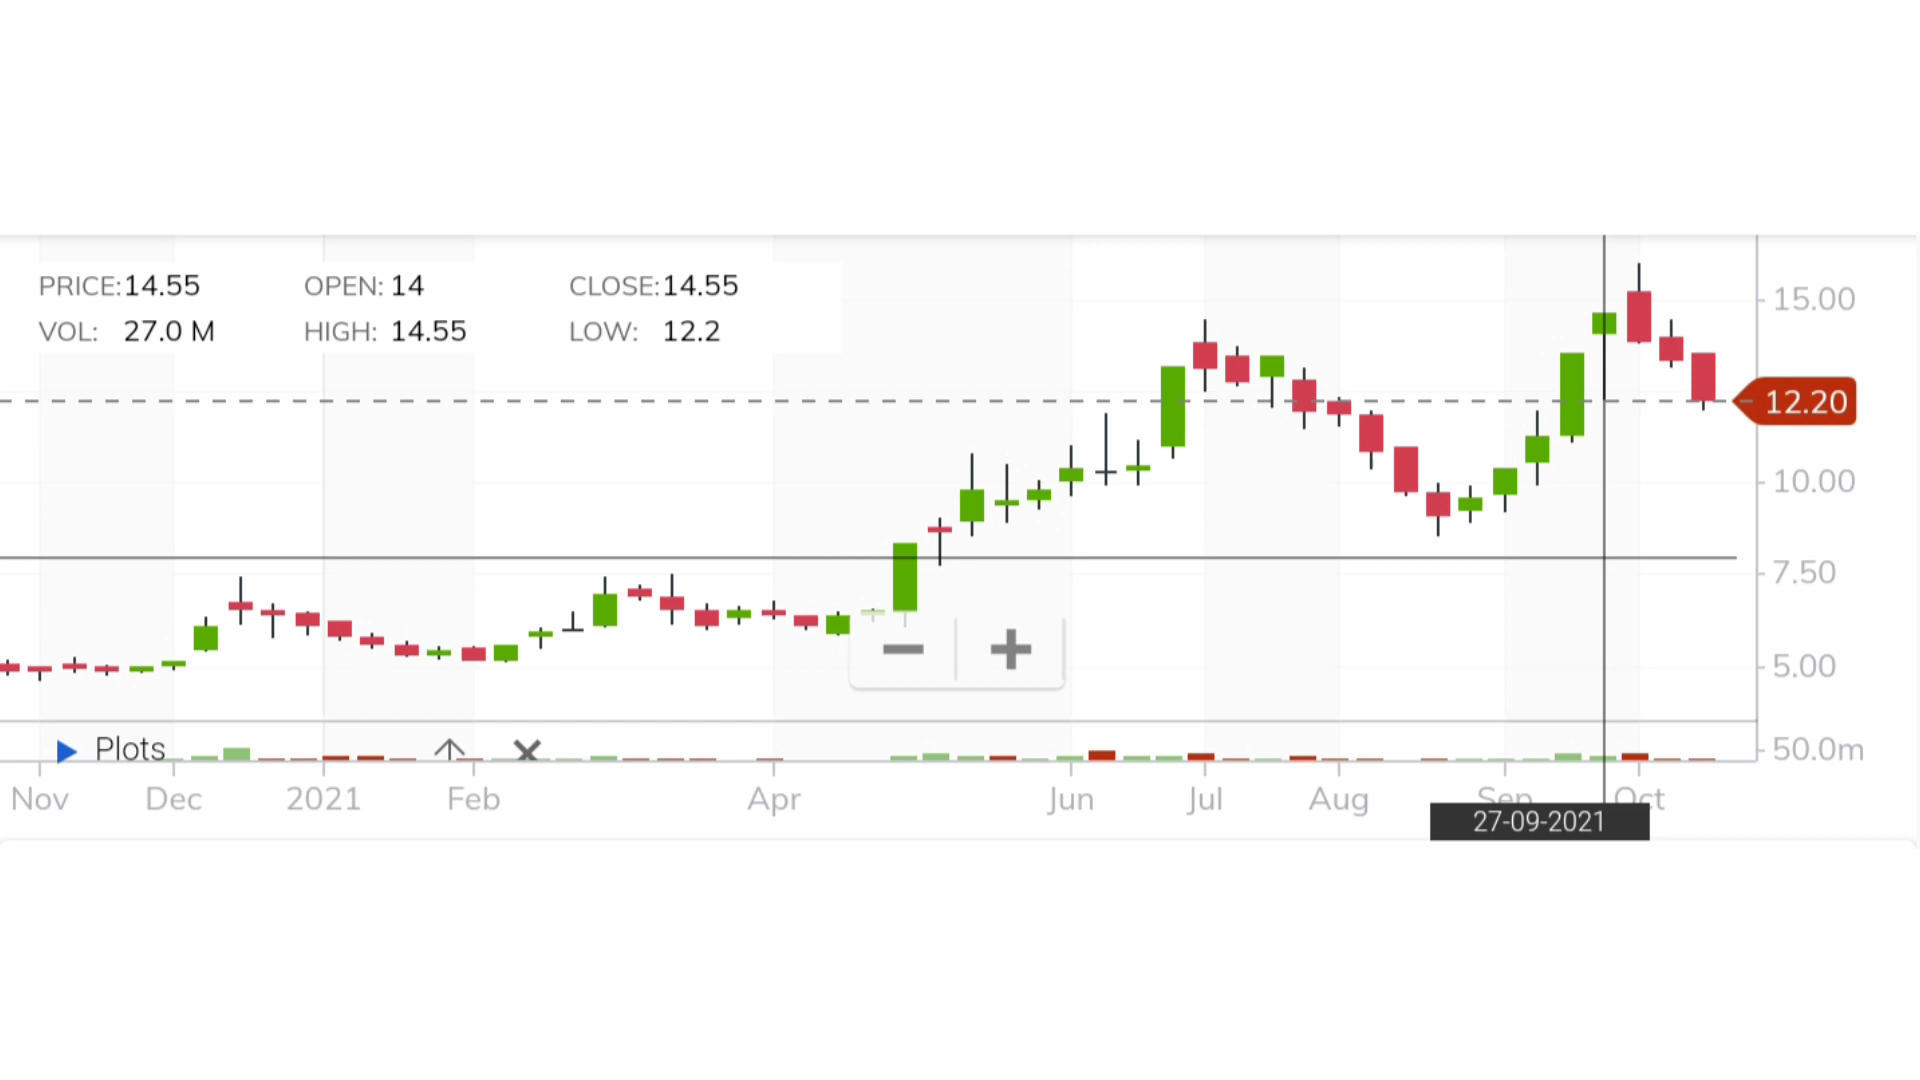 PRICE:14.55 OPEN: 14 CLOSE:14.55
VOL: 27.0 M HIGH: 14.55 LOW: 12.2
15.00
12.20
10.00
7.50
5.00
Plots
50.0m
Nov Dec 2021 Feb Apr Jun Jul Aug Sep Oct
27-09-2021